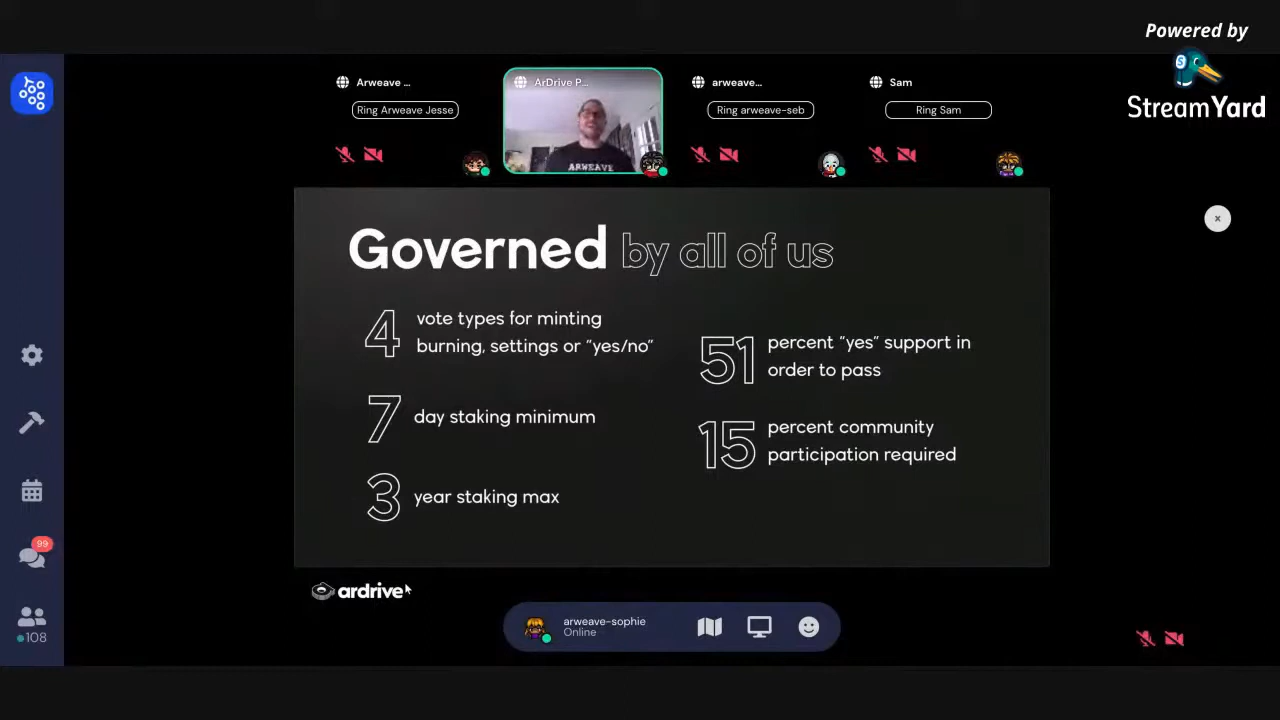 Powered by
StreamYard
Arweave ...
Ring Arweave Jesse
ArDrive P...
ARWEAVE
arweave...
Ring arweave-seb
Sam
Ring Sam
Governed by all of us
4 vote types for minting
burning, settings or "yes/no"
7 day staking minimum
3 year staking max
51 percent "yes" support in
order to pass
15 percent community
participation required
ardrive
99
108
arweave-sophie
Online